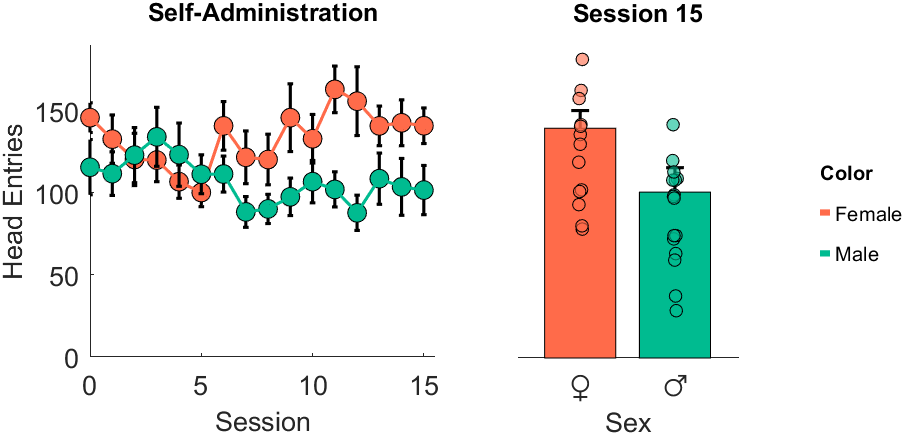 Self-Administration
Session 15
150
100
50
0
Head Entries
0 5 10 15
Session
♀ ♂
Sex
Color
Female
Male